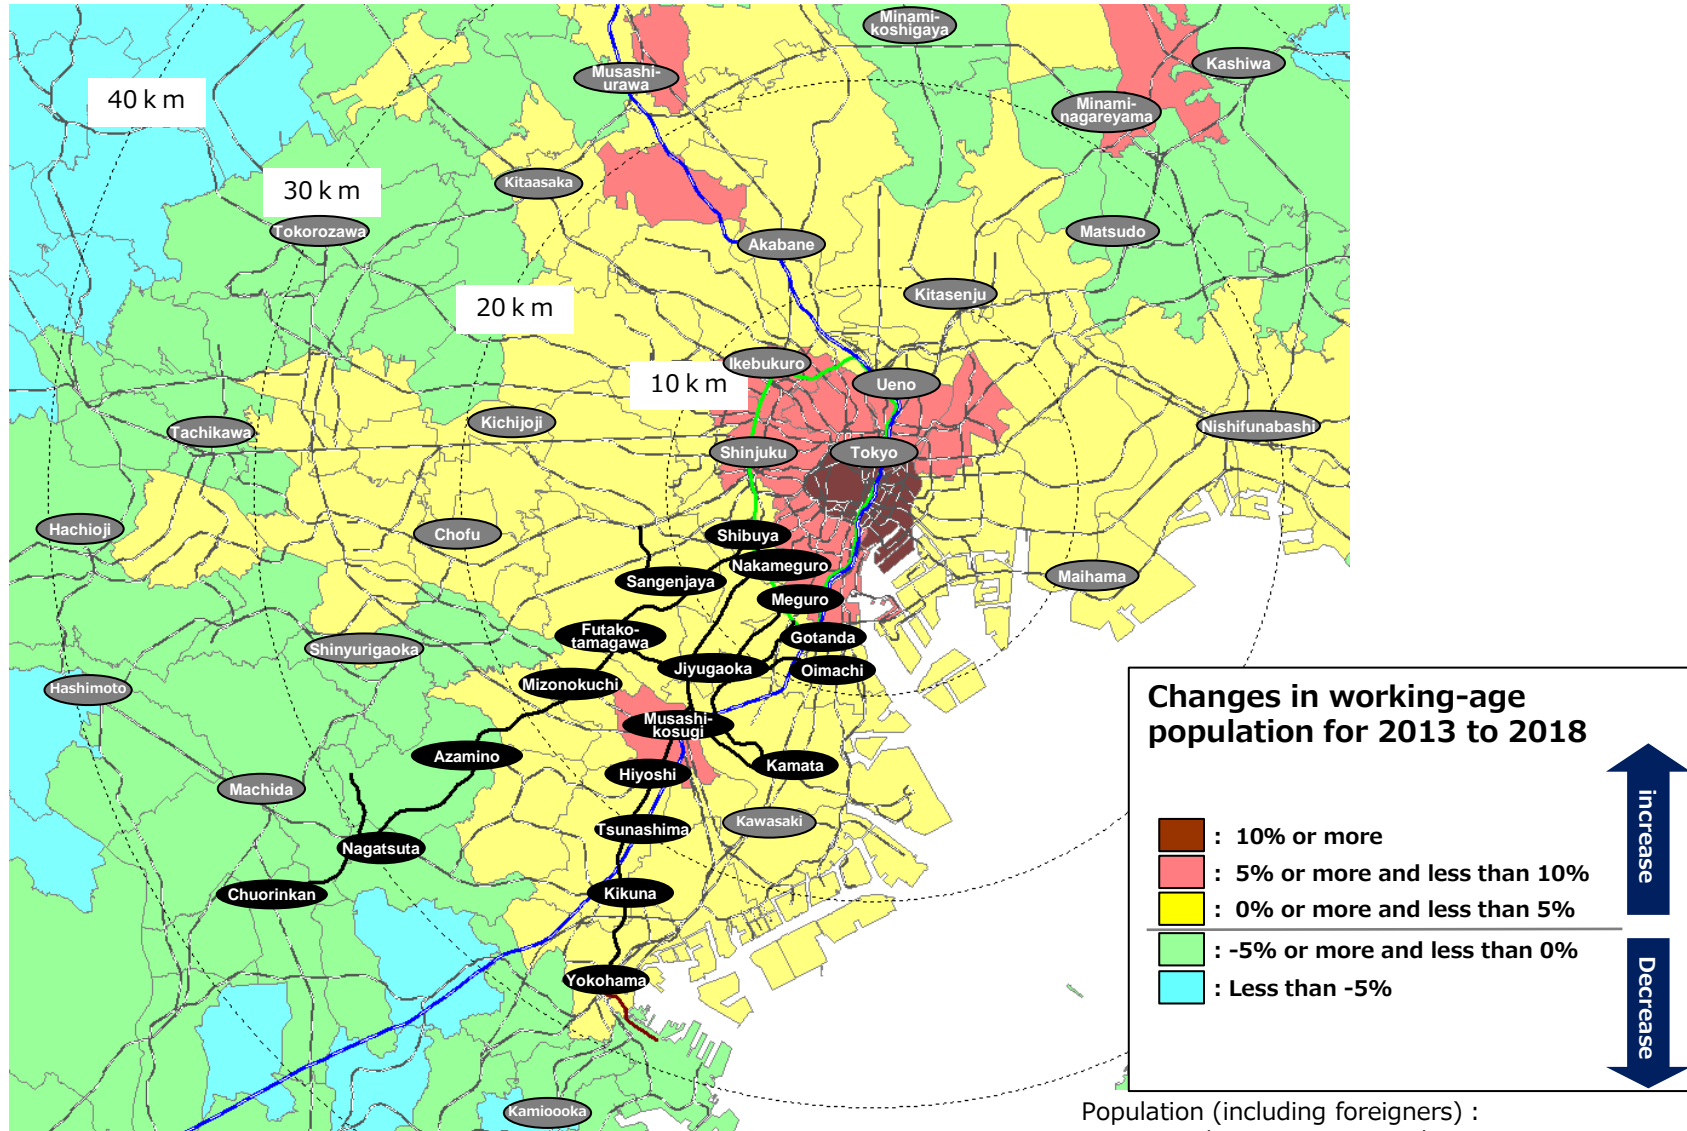 Minami-
koshigaya
Musashi-
urawa
Kashiwa
40km
Minami-
nagareyama
30km
Kitaasaka
Tokorozawa
Akabane
Matsudo
20km
Kitasenju
10km
Ikebukuro
Ueno
Kichijoji
Tachikawa
Nishifunabashi
Shinjuku
Tokyo
Hachioji
Chofu
Shibuya
Nakameguro
Sangenjaya
Maihama
Meguro
Futako-
tamagawa
Gotanda
Shinyurigaoka
Jiyugaoka
Oimachi
Hashimoto
Mizonokuchi
Musashi-
kosugi
Azamino
Hiyoshi
Kamata
Machida
Tsunashima
Kawasaki
Nagatsuta
Chuorinkan
Kikuna
Yokohama
Kamioooka
Changes in working-age
population for 2013 to 2018
: 10% or more
: 5% or more and less than 10%
: 0% or more and less than 5%
: -5% or more and less than 0%
: Less than -5%
increase
Decrease
Population (including foreigners) :